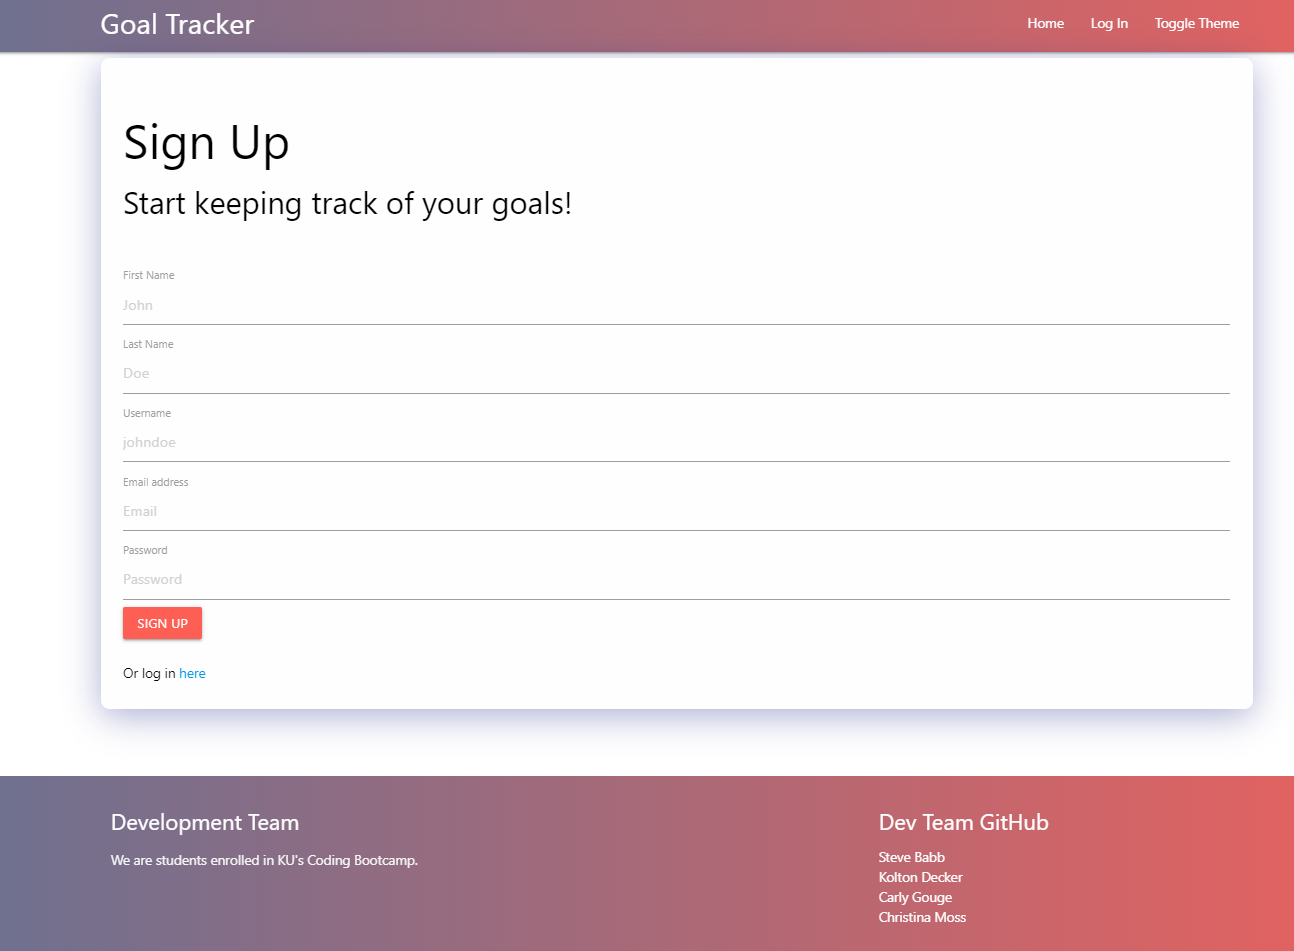 Goal Tracker
Home Log In Toggle Theme
Sign Up
Start keeping track of your goals!
First Name
John
Last Name
Doe
Username
johndoe
Email address
Email
Password
Password
SIGN UP
Or log in here
Development Team
We are students enrolled in KU's Coding Bootcamp.
Dev Team GitHub
Steve Babb
Kolton Decker
Carly Gouge
Christina Moss